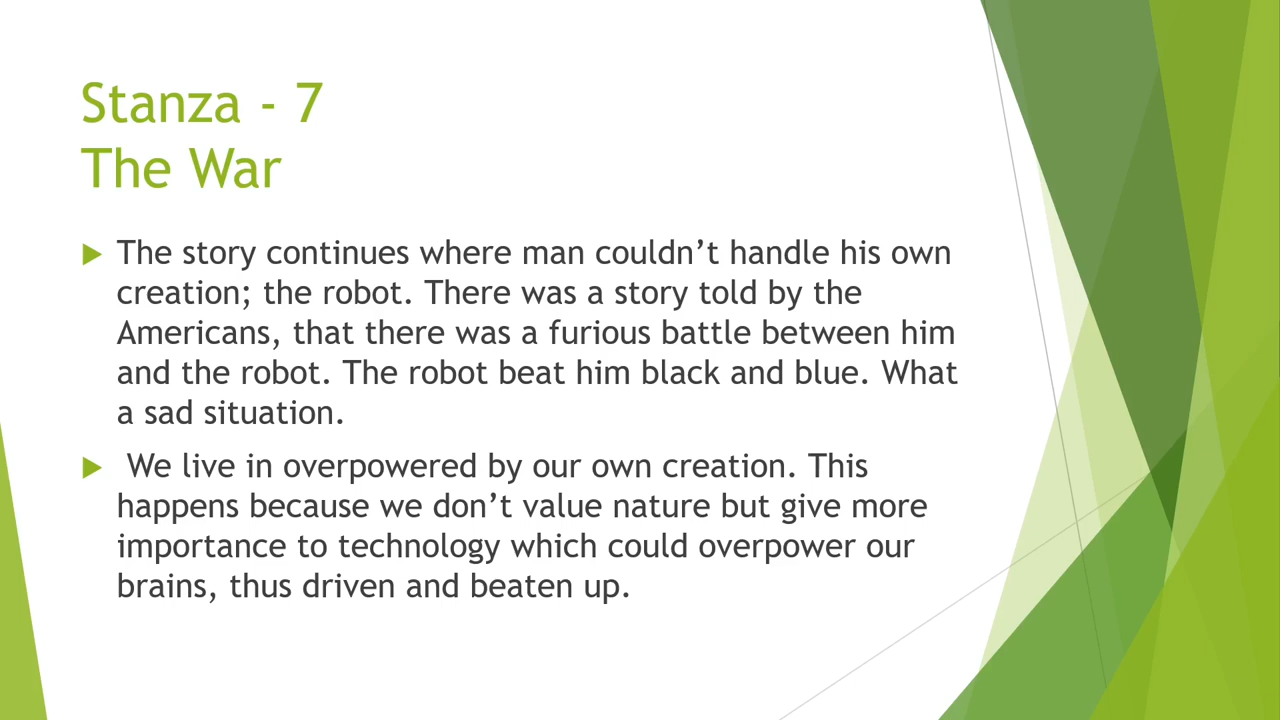 Stanza - 7
The War
The story continues where man couldn’t handle his own
creation; the robot. There was a story told by the
Americans, that there was a furious battle between him
and the robot. The robot beat him black and blue. What
a sad situation.
We live in overpowered by our own creation. This
happens because we don’t value nature but give more
importance to technology which could overpower our
brains, thus driven and beaten up.